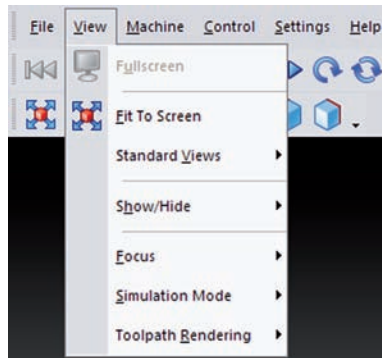 File View Machine Control Settings Help
Fullscreen
Fit To Screen
Standard Views
Show/Hide
Focus
Simulation Mode
Toolpath Rendering